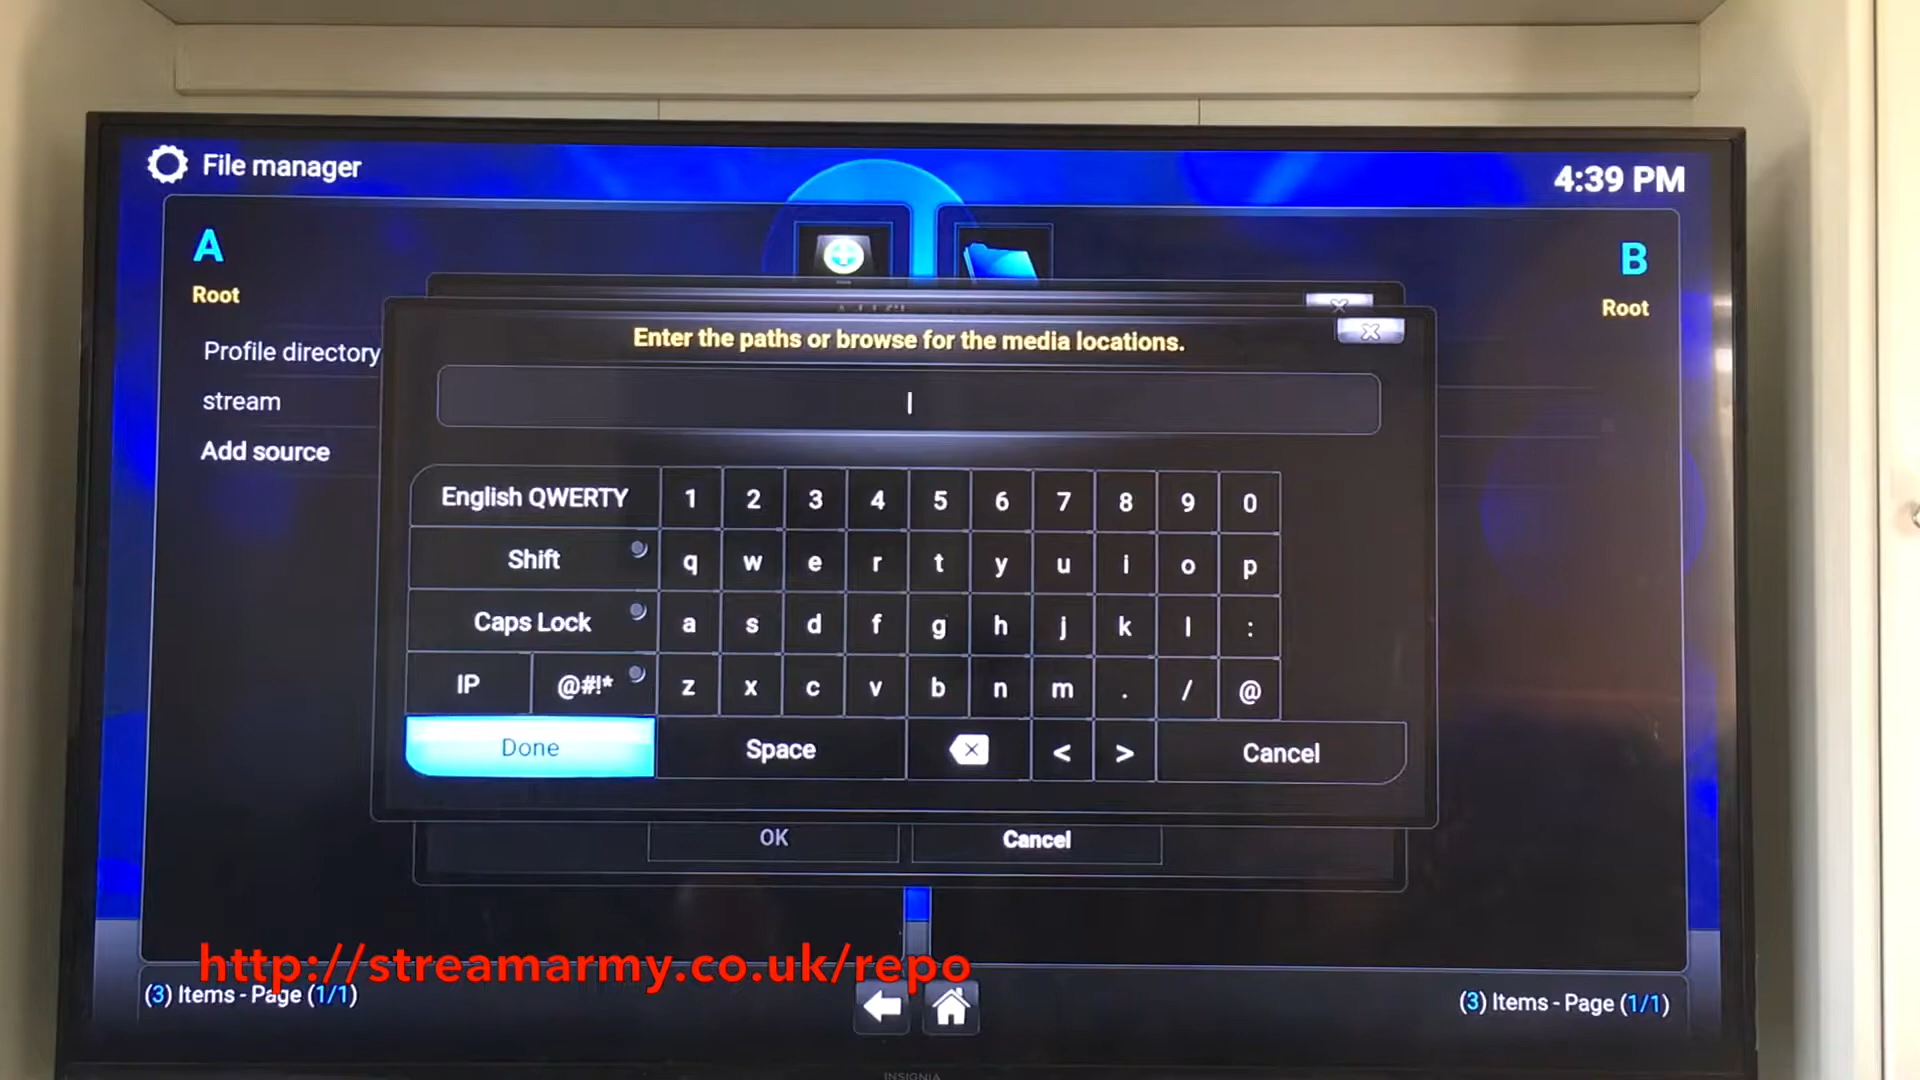 File manager
4:39 PM
A
B
Root
Root
Profile directory
stream
Add source
Enter the paths or browse for the media locations.
English QWERTY 1 2 3 4 5 6 7 8 9 0
Shift q w e r t y u i o p
Caps Lock a s d f g h j k l :
IP @#!* z x c v b n m . / @
Done Space < > Cancel
OK Cancel
http://streamarmy.co.uk/repo
(3) Items - Page (1/1)
(3) Items - Page (1/1)
INSIGNIA